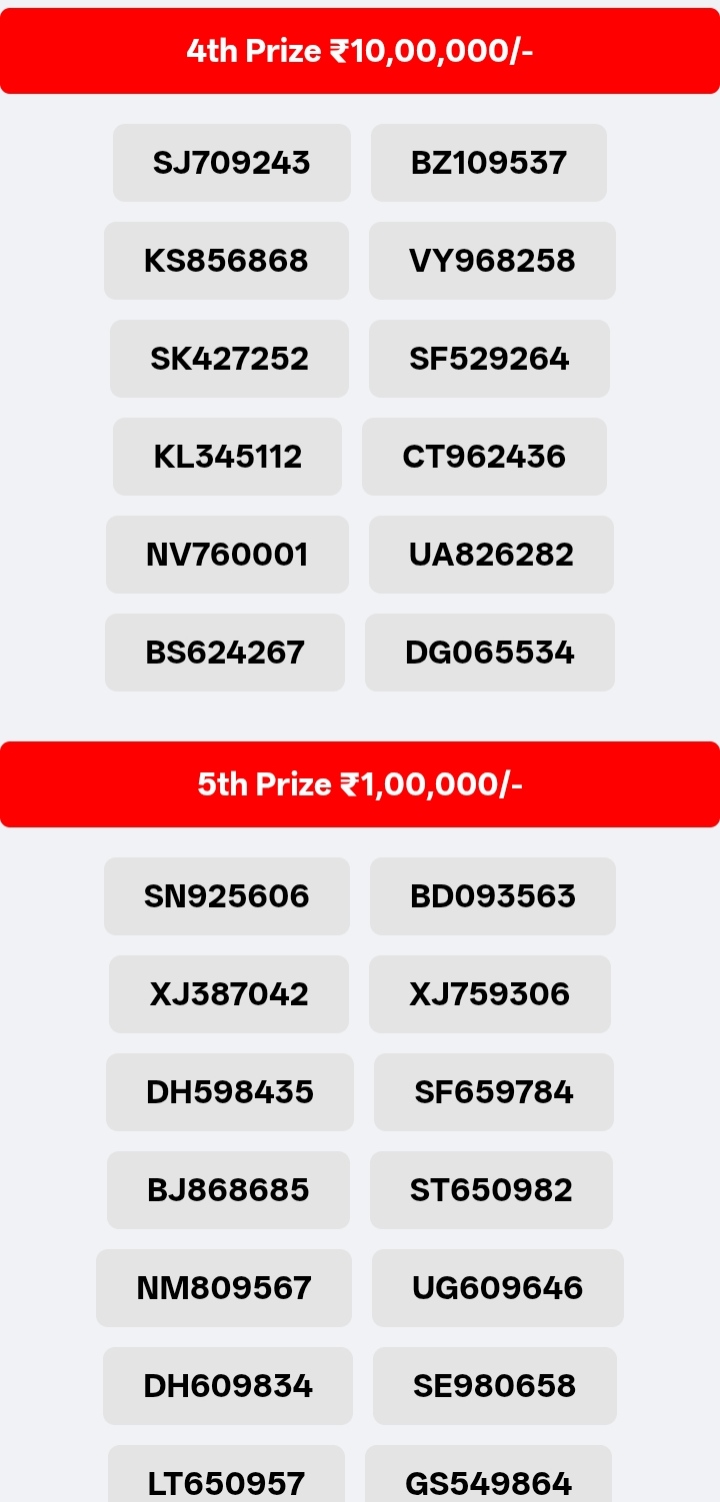 4th Prize ₹10,00,000/-
SJ709243 BZ109537
KS856868 VY968258
SK427252 SF529264
KL345112 CT962436
NV760001 UA826282
BS624267 DG065534
5th Prize ₹1,00,000/-
SN925606 BD093563
XJ387042 XJ759306
DH598435 SF659784
BJ868685 ST650982
NM809567 UG609646
DH609834 SE980658
LT650957 GS549864